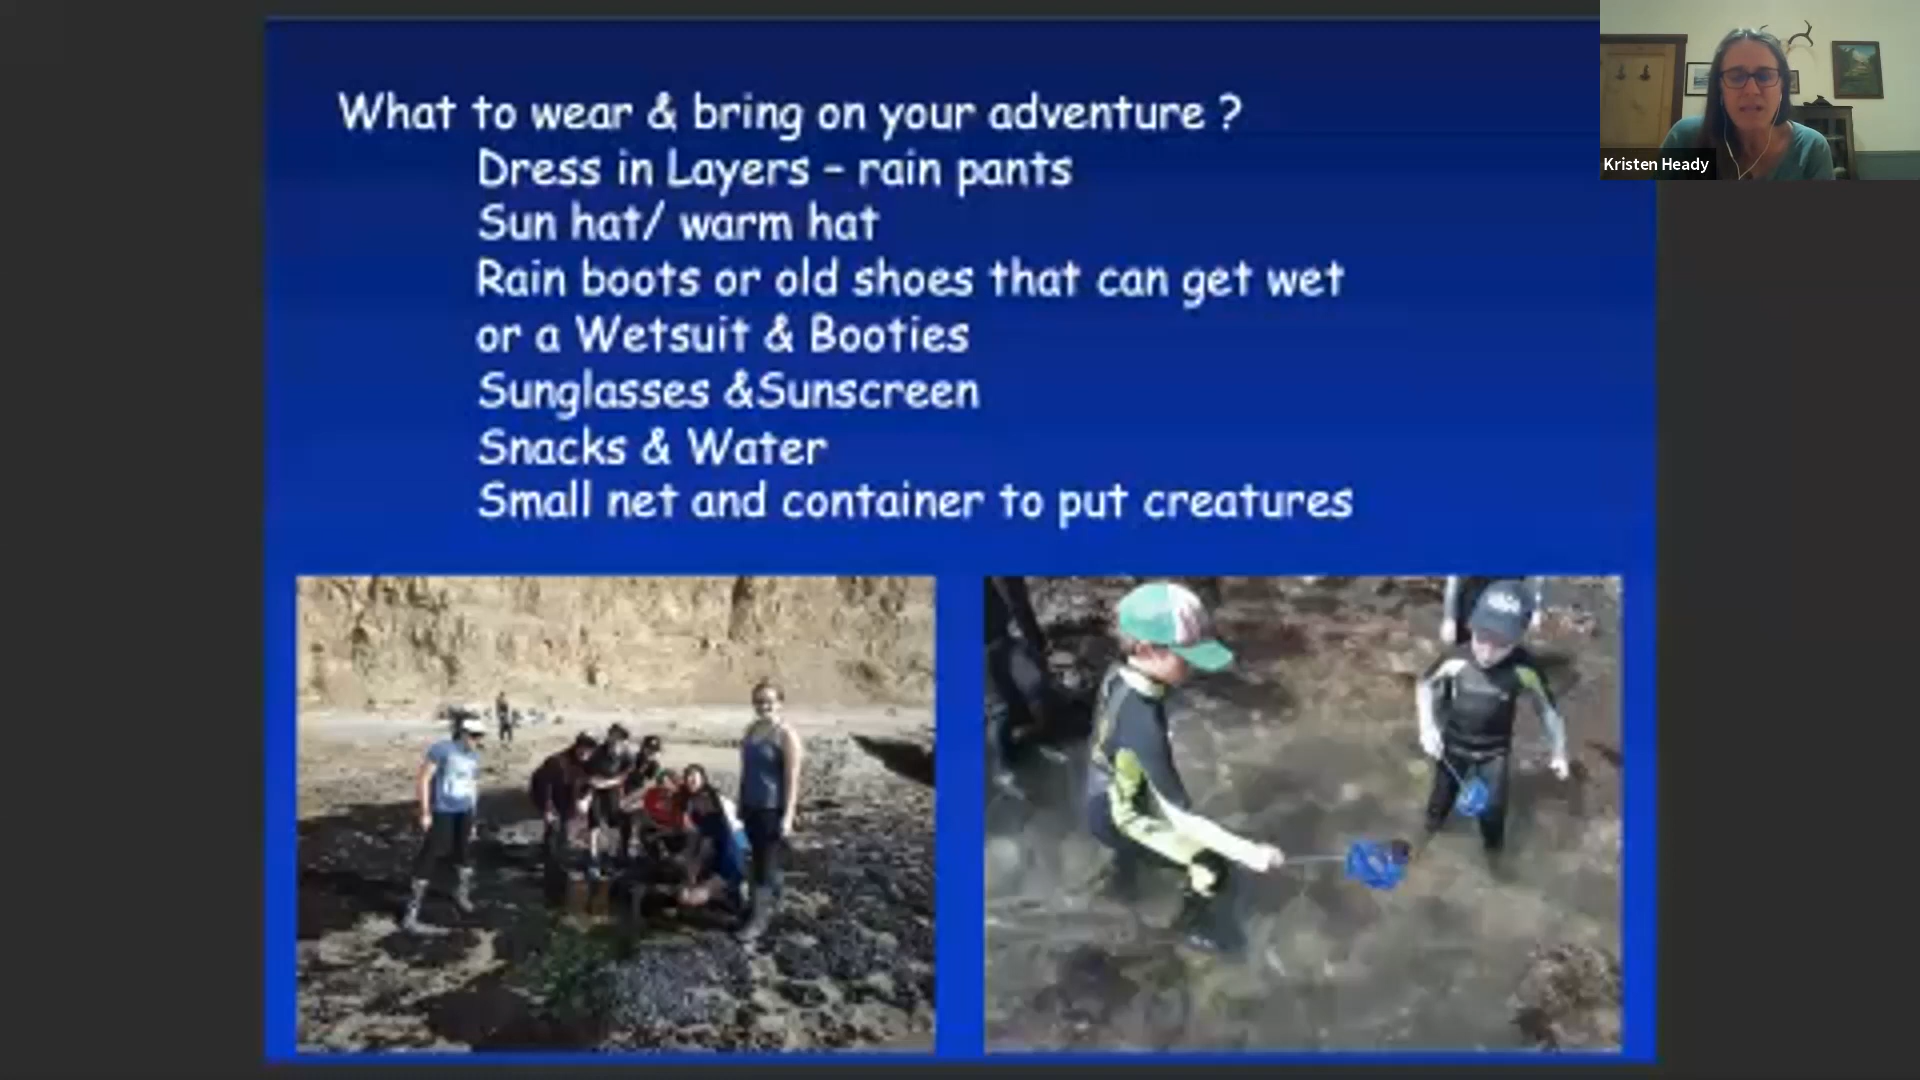 What to wear & bring on your adventure ?
Dress in Layers – rain pants
Sun hat/ warm hat
Rain boots or old shoes that can get wet
or a Wetsuit & Booties
Sunglasses &Sunscreen
Snacks & Water
Small net and container to put creatures
Kristen Heady